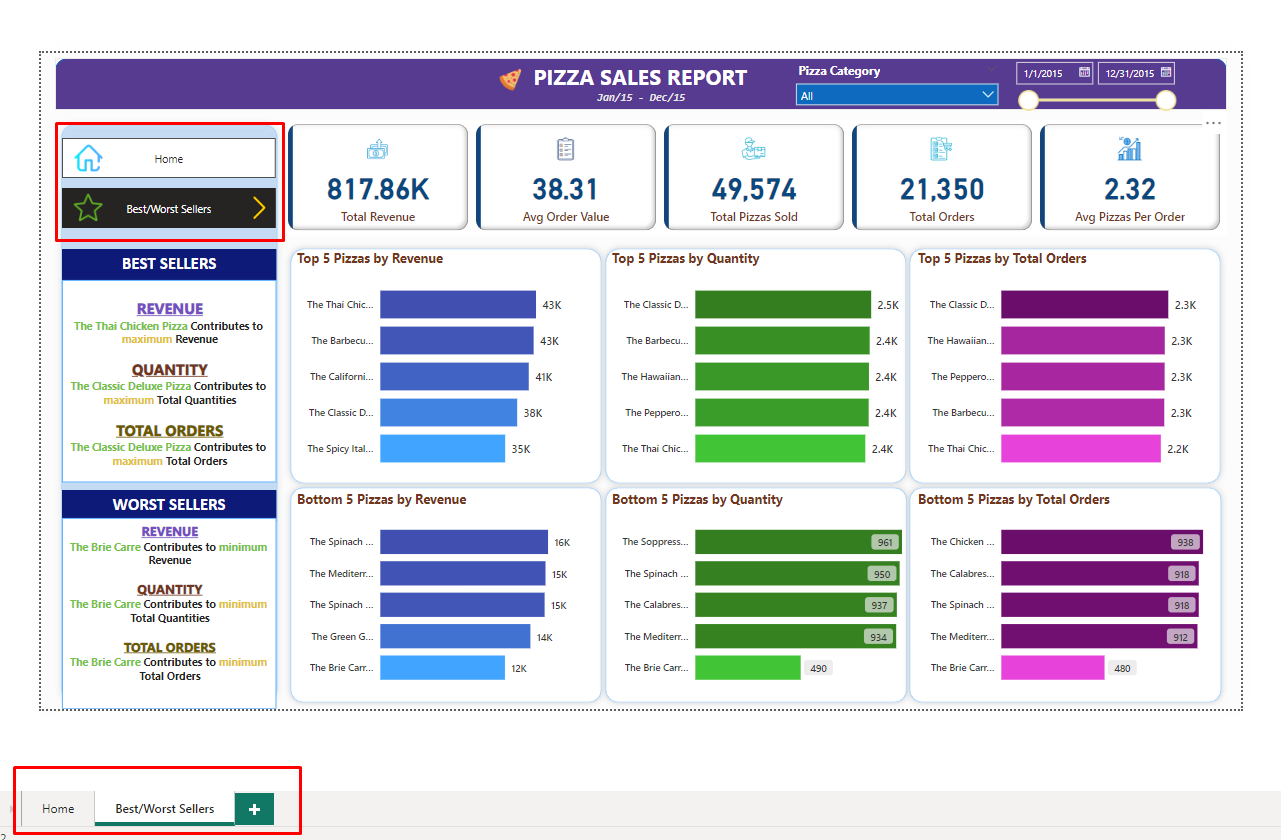 PIZZA SALES REPORT
Jan/15 - Dec/15
Pizza Category
All
1/1/2015
12/31/2015
Home
Best/Worst Sellers
817.86K
Total Revenue
38.31
Avg Order Value
49,574
Total Pizzas Sold
21,350
Total Orders
2.32
Avg Pizzas Per Order
BEST SELLERS
REVENUE
The Thai Chicken Pizza Contributes to
maximum Revenue
QUANTITY
The Classic Deluxe Pizza Contributes to
maximum Total Quantities
TOTAL ORDERS
The Classic Deluxe Pizza Contributes to
maximum Total Orders
WORST SELLERS
REVENUE
The Brie Carre Contributes to minimum
Revenue
QUANTITY
The Brie Carre Contributes to minimum
Total Quantities
TOTAL ORDERS
The Brie Carre Contributes to minimum
Total Orders
Top 5 Pizzas by Revenue
The Thai Chic... 43K
The Barbecu... 43K
The Californi... 41K
The Classic D... 38K
The Spicy Ital... 35K
Top 5 Pizzas by Quantity
The Classic D... 2.5K
The Barbecu... 2.4K
The Hawaiian... 2.4K
The Peppero... 2.4K
The Thai Chic... 2.4K
Top 5 Pizzas by Total Orders
The Classic D... 2.3K
The Hawaiian... 2.3K
The Peppero... 2.3K
The Barbecu... 2.3K
The Thai Chic... 2.2K
Bottom 5 Pizzas by Revenue
The Spinach ... 16K
The Mediterr... 15K
The Spinach ... 15K
The Green G... 14K
The Brie Carr... 12K
Bottom 5 Pizzas by Quantity
The Soppress... 961
The Spinach ... 950
The Calabres... 937
The Mediterr... 934
The Brie Carr... 490
Bottom 5 Pizzas by Total Orders
The Chicken ... 938
The Calabres... 918
The Spinach ... 918
The Mediterr... 912
The Brie Carr... 480
Home
Best/Worst Sellers
+
2